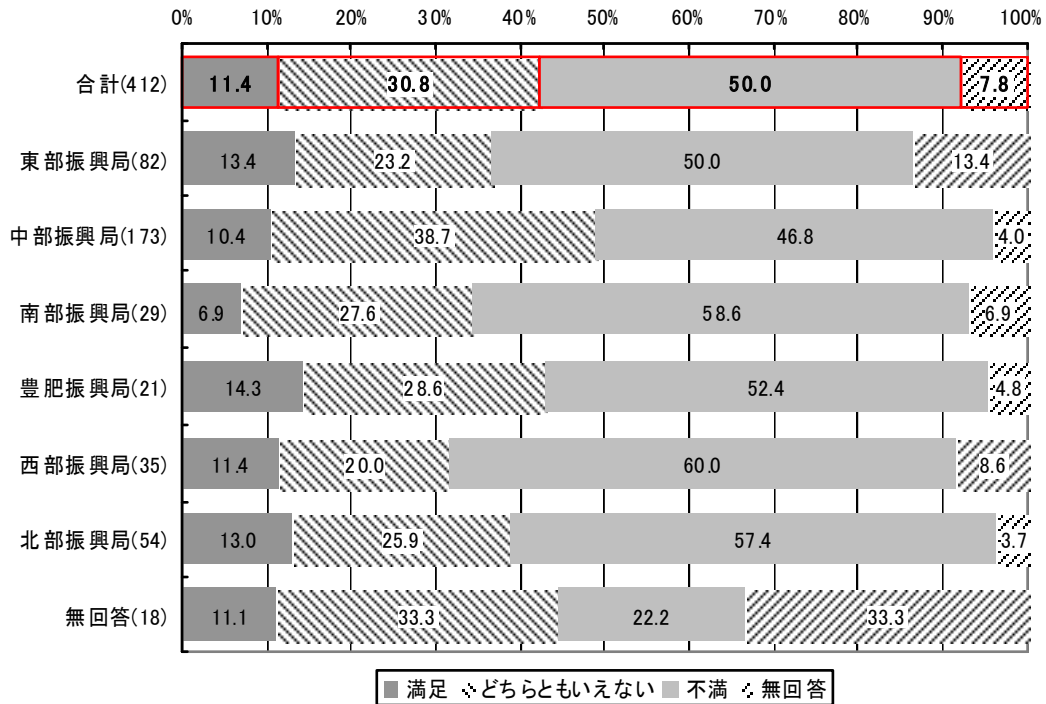 0% 10% 20% 30% 40% 50% 60% 70% 80% 90% 100%
合計(412) 11.4 30.8 50.0 7.8
東部振興局(82) 13.4 23.2 50.0 13.4
中部振興局(173) 10.4 38.7 46.8 4.0
南部振興局(29) 6.9 27.6 58.6 6.9
豊肥振興局(21) 14.3 28.6 52.4 4.8
西部振興局(35) 11.4 20.0 60.0 8.6
北部振興局(54) 13.0 25.9 57.4 3.7
無回答(18) 11.1 33.3 22.2 33.3
満足 どちらともいえない 不満 無回答